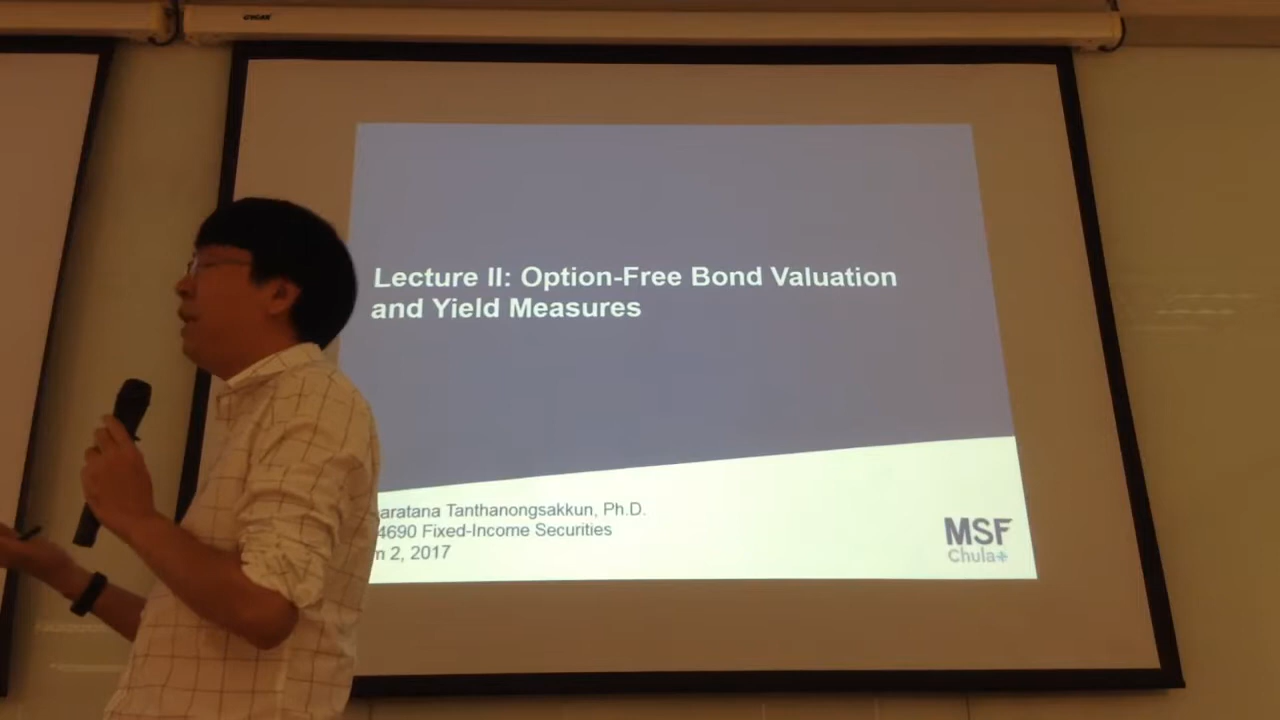 Lecture II: Option-Free Bond Valuation
and Yield Measures
aratana Tanthanongsakkun, Ph.D.
4690 Fixed-Income Securities
n 2, 2017
MSF
Chula+